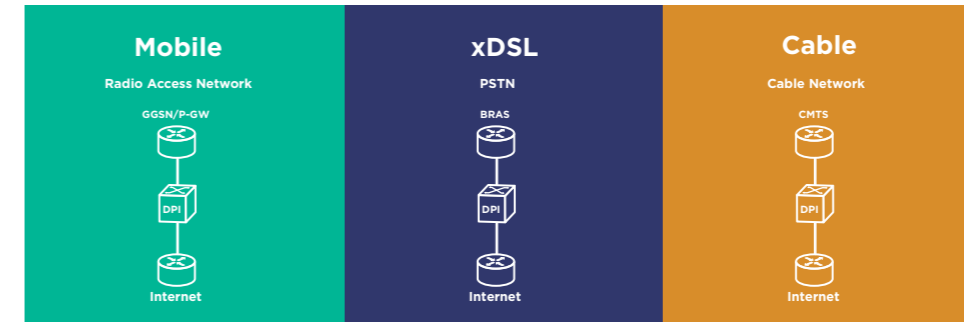 Mobile
Radio Access Network
GGSN/P-GW
DPI
Internet
xDSL
PSTN
BRAS
DPI
Internet
Cable
Cable Network
CMTS
DPI
Internet